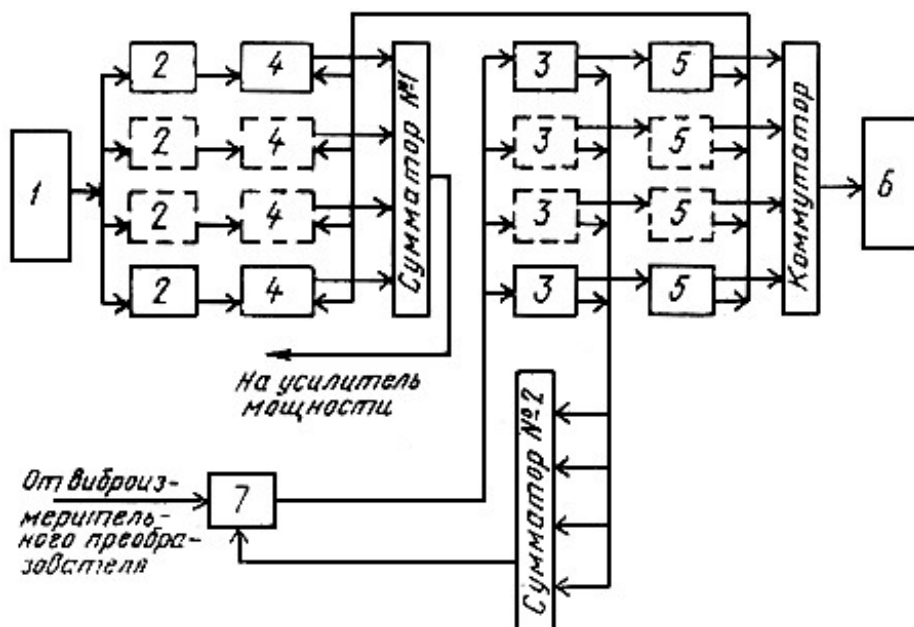 1
2
4
2
4
2
4
2
4
Сумматор №1
3
5
3
5
3
5
3
5
Коммутатор
6
На усилитель
мощности
От виброиз-
меритель-
ного преобра-
зователя
7
Сумматор №2